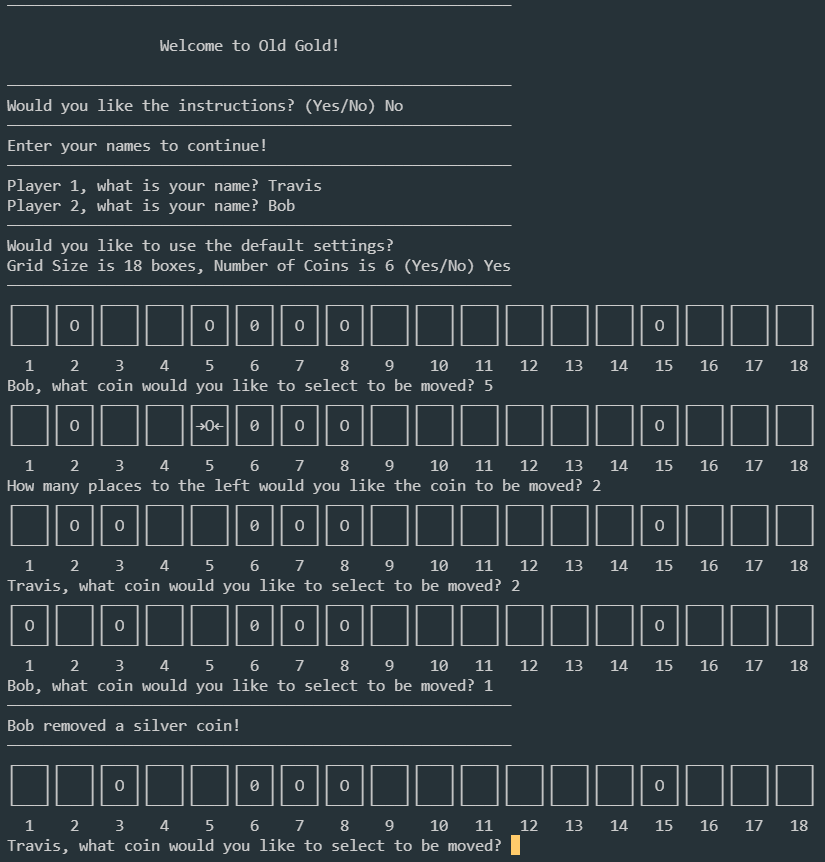 Welcome to Old Gold!
Would you like the instructions? (Yes/No) No
Enter your names to continue!
Player 1, what is your name? Travis
Player 2, what is your name? Bob
Would you like to use the default settings?
Grid Size is 18 boxes, Number of Coins is 6 (Yes/No) Yes
O O 0 O O O
1 2 3 4 5 6 7 8 9 10 11 12 13 14 15 16 17 18
Bob, what coin would you like to select to be moved? 5
O →O← 0 O O O
1 2 3 4 5 6 7 8 9 10 11 12 13 14 15 16 17 18
How many places to the left would you like the coin to be moved? 2
O O 0 O O O
1 2 3 4 5 6 7 8 9 10 11 12 13 14 15 16 17 18
Travis, what coin would you like to select to be moved? 2
O O 0 O O O
1 2 3 4 5 6 7 8 9 10 11 12 13 14 15 16 17 18
Bob, what coin would you like to select to be moved? 1
Bob removed a silver coin!
O 0 O O O
1 2 3 4 5 6 7 8 9 10 11 12 13 14 15 16 17 18
Travis, what coin would you like to select to be moved?